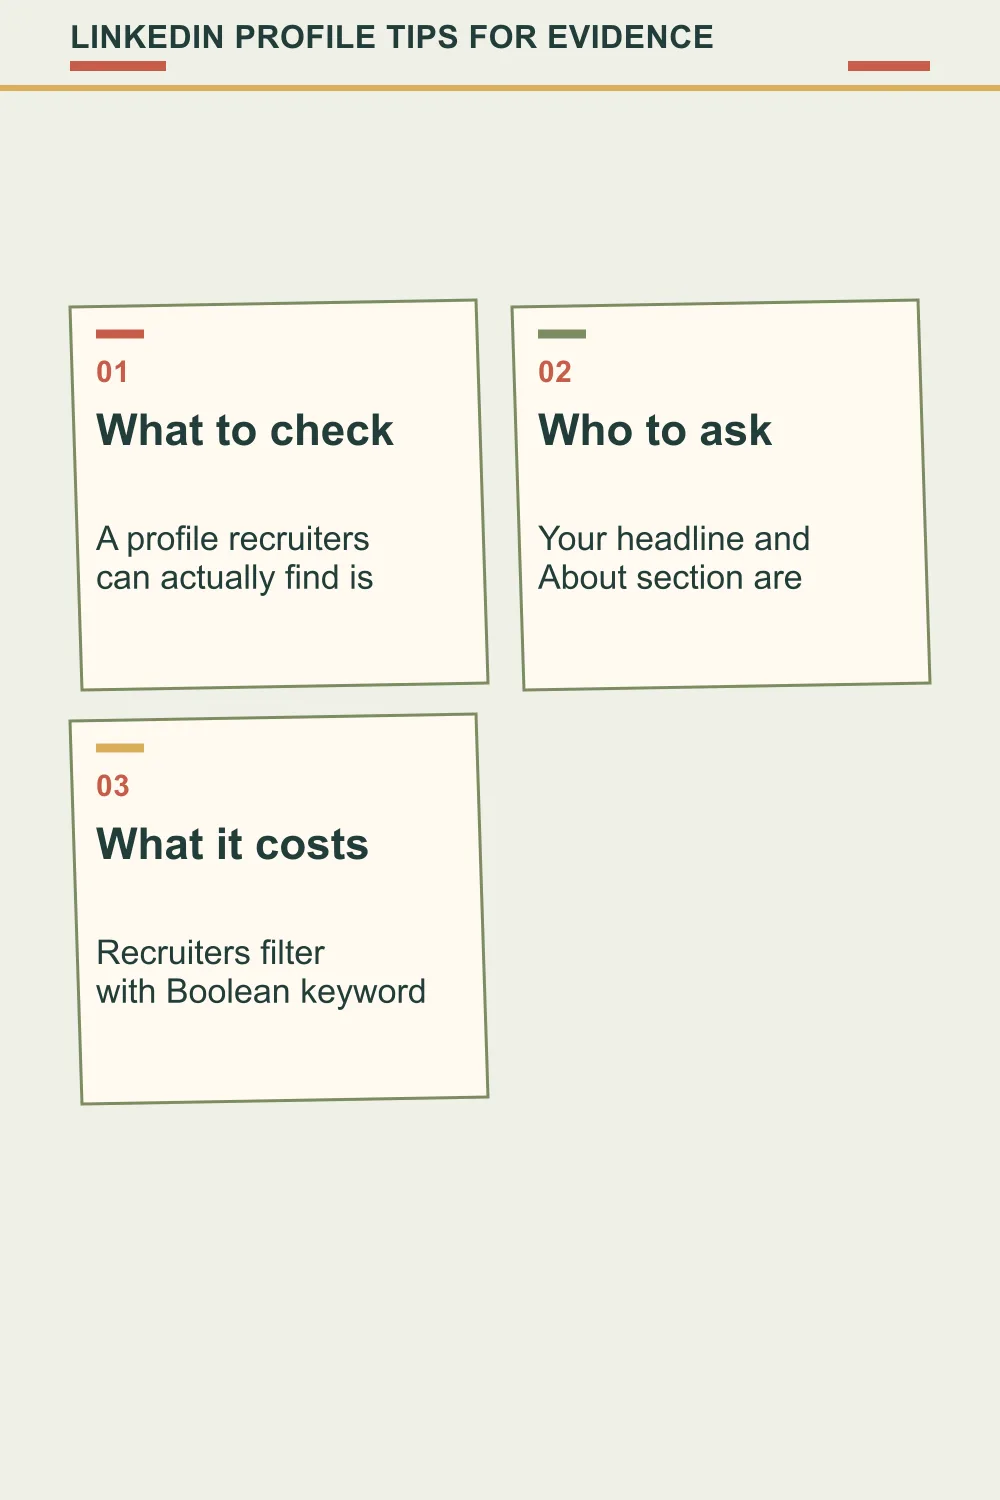 LINKEDIN PROFILE TIPS FOR EVIDENCE
01
What to check
A profile recruiters
can actually find is
02
Who to ask
Your headline and
About section are
03
What it costs
Recruiters filter
with Boolean keyword